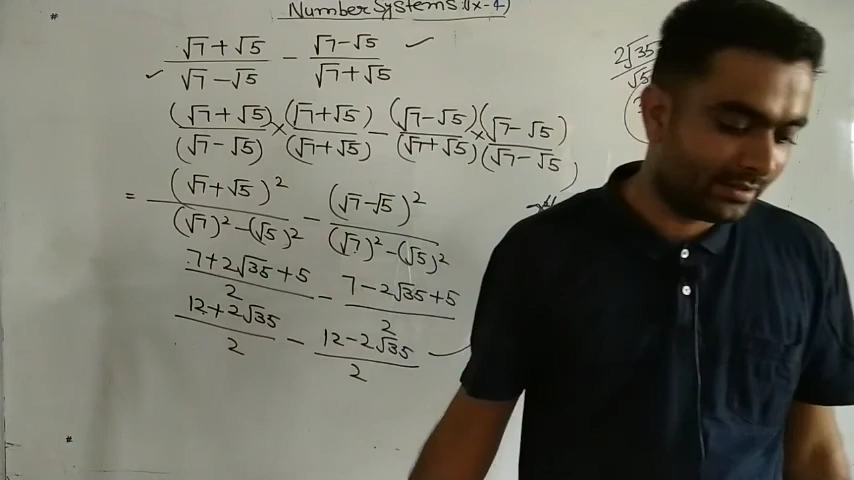 Number Systems (Ix-4)
(√7+√5)/(√7-√5) - (√7-√5)/(√7+√5)
2√35/√5
(√7+√5)/(√7-√5) × (√7+√5)/(√7+√5) - (√7-√5)/(√7+√5) × (√7-√5)/(√7-√5)
= (√7+√5)²/((√7)²-(√5)²) - (√7-√5)²/((√7)²-(√5)²)
(7+2√35+5)/2 - (7-2√35+5)/2
(12+2√35)/2 - (12-2√35)/2